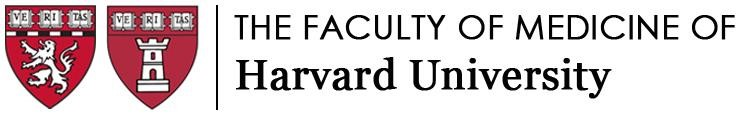 VE RI TAS VE RI TAS
THE FACULTY OF MEDICINE OF
Harvard University